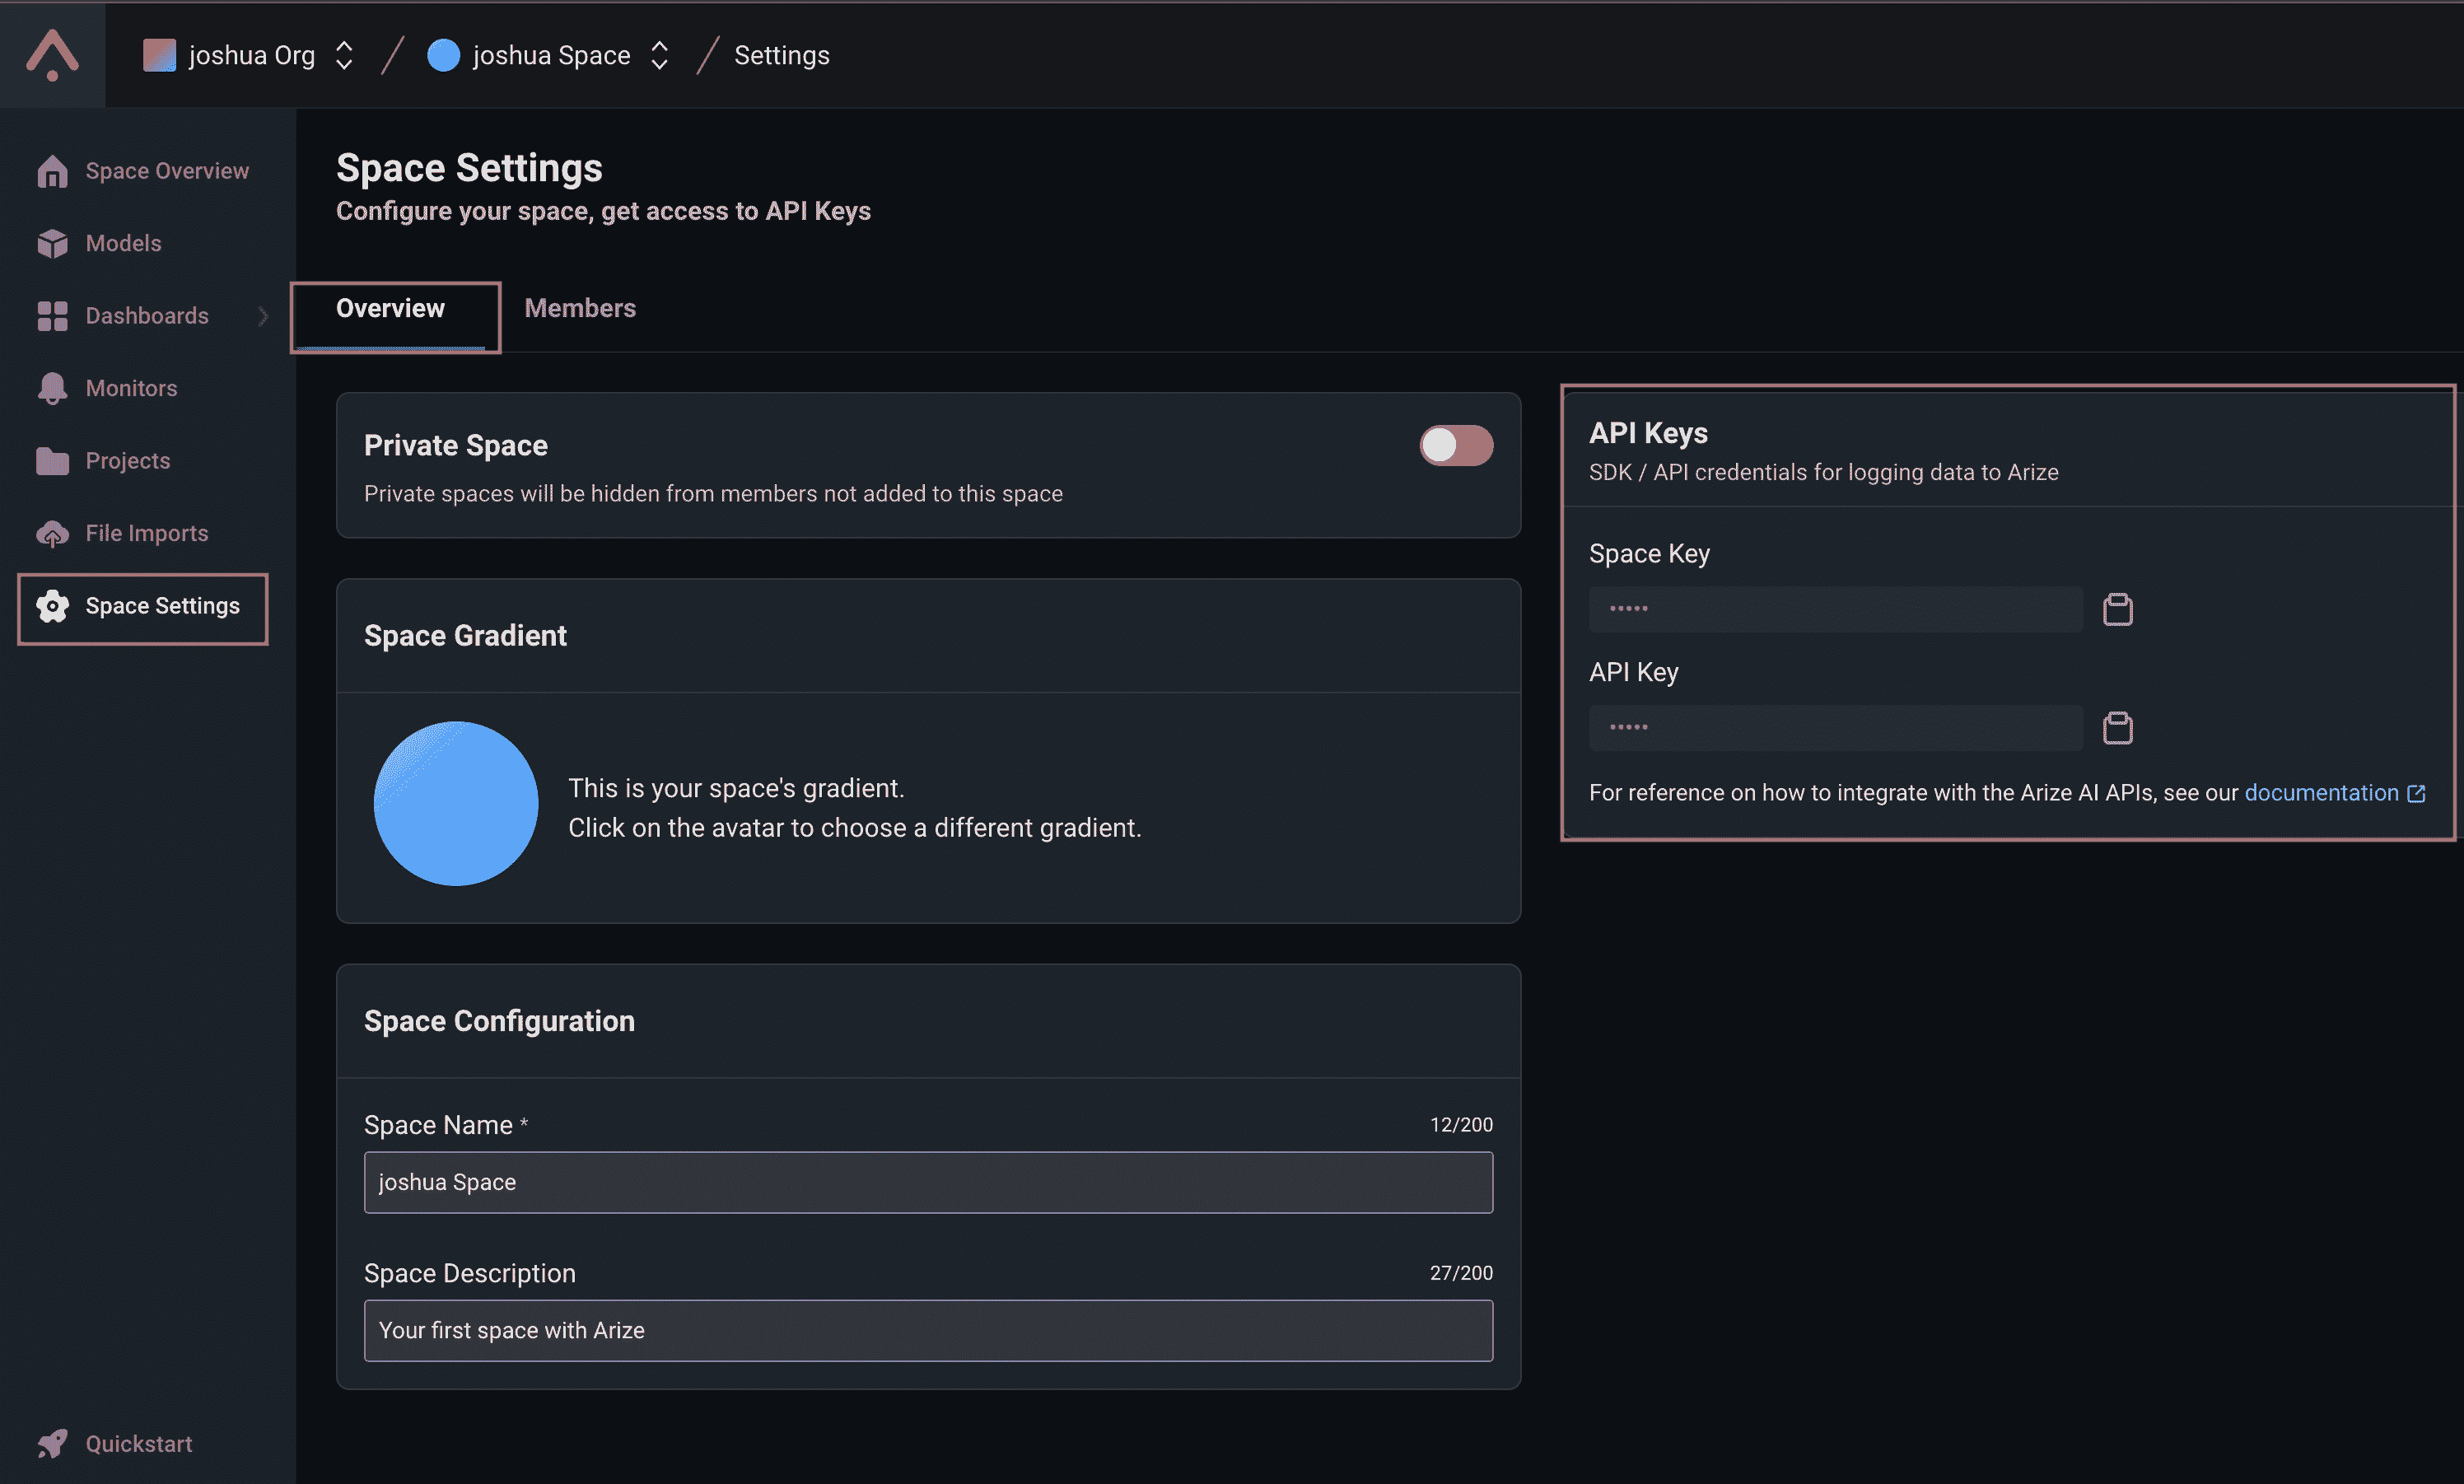 joshua Org
joshua Space
Settings
Space Overview
Models
Dashboards
Monitors
Projects
File Imports
Space Settings
Quickstart
Space Settings
Configure your space, get access to API Keys
Overview
Members
Private Space
Private spaces will be hidden from members not added to this space
Space Gradient
This is your space's gradient.
Click on the avatar to choose a different gradient.
Space Configuration
Space Name *
12/200
joshua Space
Space Description
27/200
Your first space with Arize
API Keys
SDK / API credentials for logging data to Arize
Space Key
•••••
API Key
•••••
For reference on how to integrate with the Arize AI APIs, see our documentation